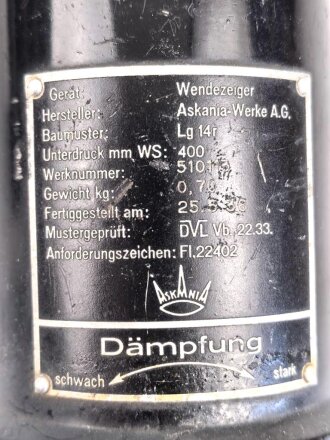 Gerät: Wendezeiger
Hersteller: Askania-Werke A.G.
Baumuster: Lg 14r
Unterdruck mm WS: 400
Werknummer:
Gewicht kg:
Fertiggestellt am:
Mustergeprüft: DVL Vb. 22.33.
Anforderungszeichen: Fl. 22402
ASKANIA
Dämpfung
schwach stark